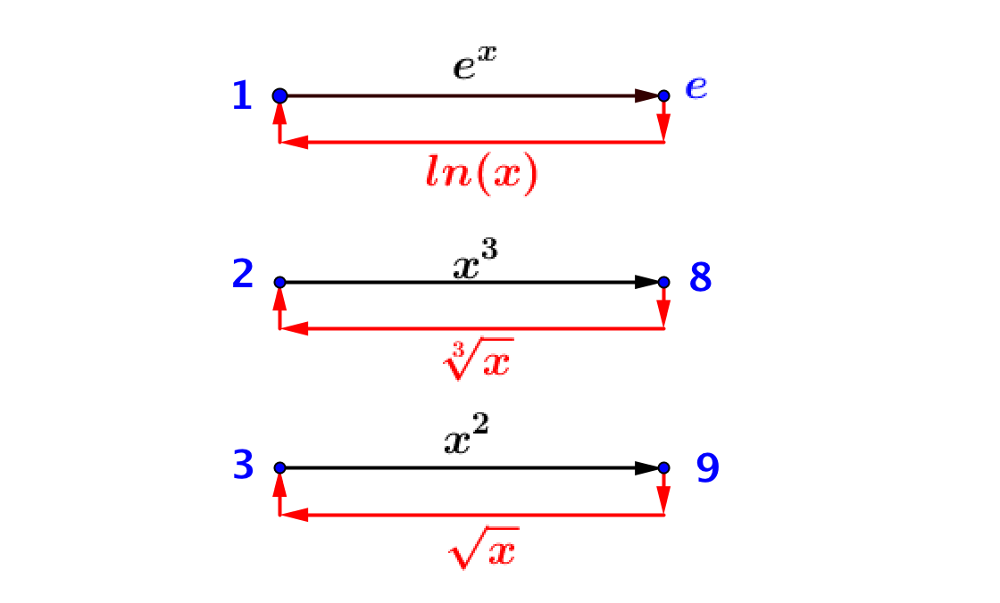 e^x
1 e
ln(x)
x^3
2 8
∛x
x^2
3 9
√x